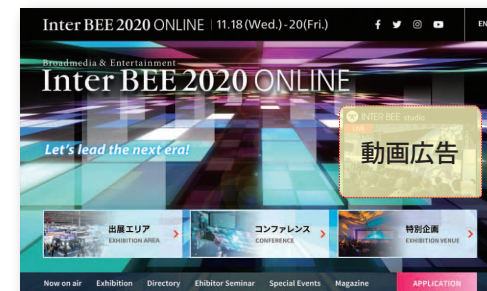 Inter BEE 2020 ONLINE 11.18 (Wed.) -20(Fri.)
EN
Broadmedia & Entertainment
Inter BEE 2020 ONLINE
INTER BEE studio
LIVE
動画広告
Let's lead the next era!
出展エリア
EXHIBITION AREA
コンファレンス
CONFERENCE
特別企画
EXHIBITION VENUE
Now on air Exhibition Directory Ehibitor Seminar Special Events Magazine APPLICATION